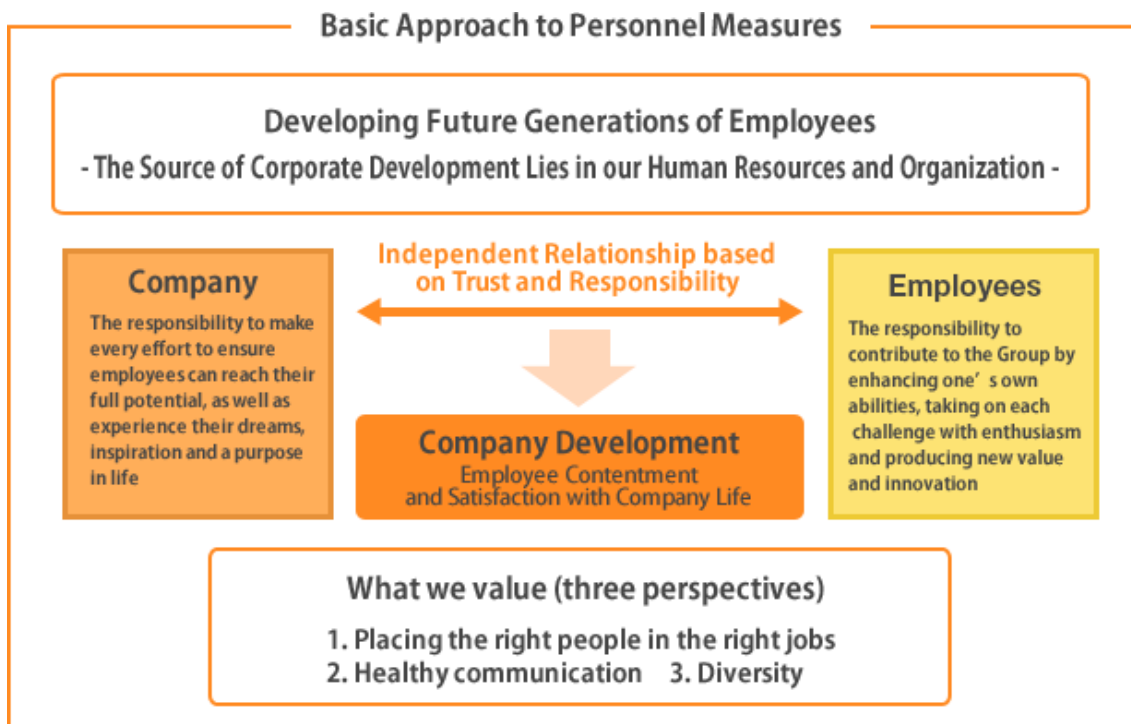 Basic Approach to Personnel Measures
Developing Future Generations of Employees
- The Source of Corporate Development Lies in our Human Resources and Organization -
Company
The responsibility to make
every effort to ensure
employees can reach their
full potential, as well as
experience their dreams,
inspiration and a purpose
in life
Independent Relationship based
on Trust and Responsibility
Company Development
Employee Contentment
and Satisfaction with Company Life
Employees
The responsibility to
contribute to the Group by
enhancing one’s own
abilities, taking on each
challenge with enthusiasm
and producing new value
and innovation
What we value (three perspectives)
1. Placing the right people in the right jobs
2. Healthy communication 3. Diversity